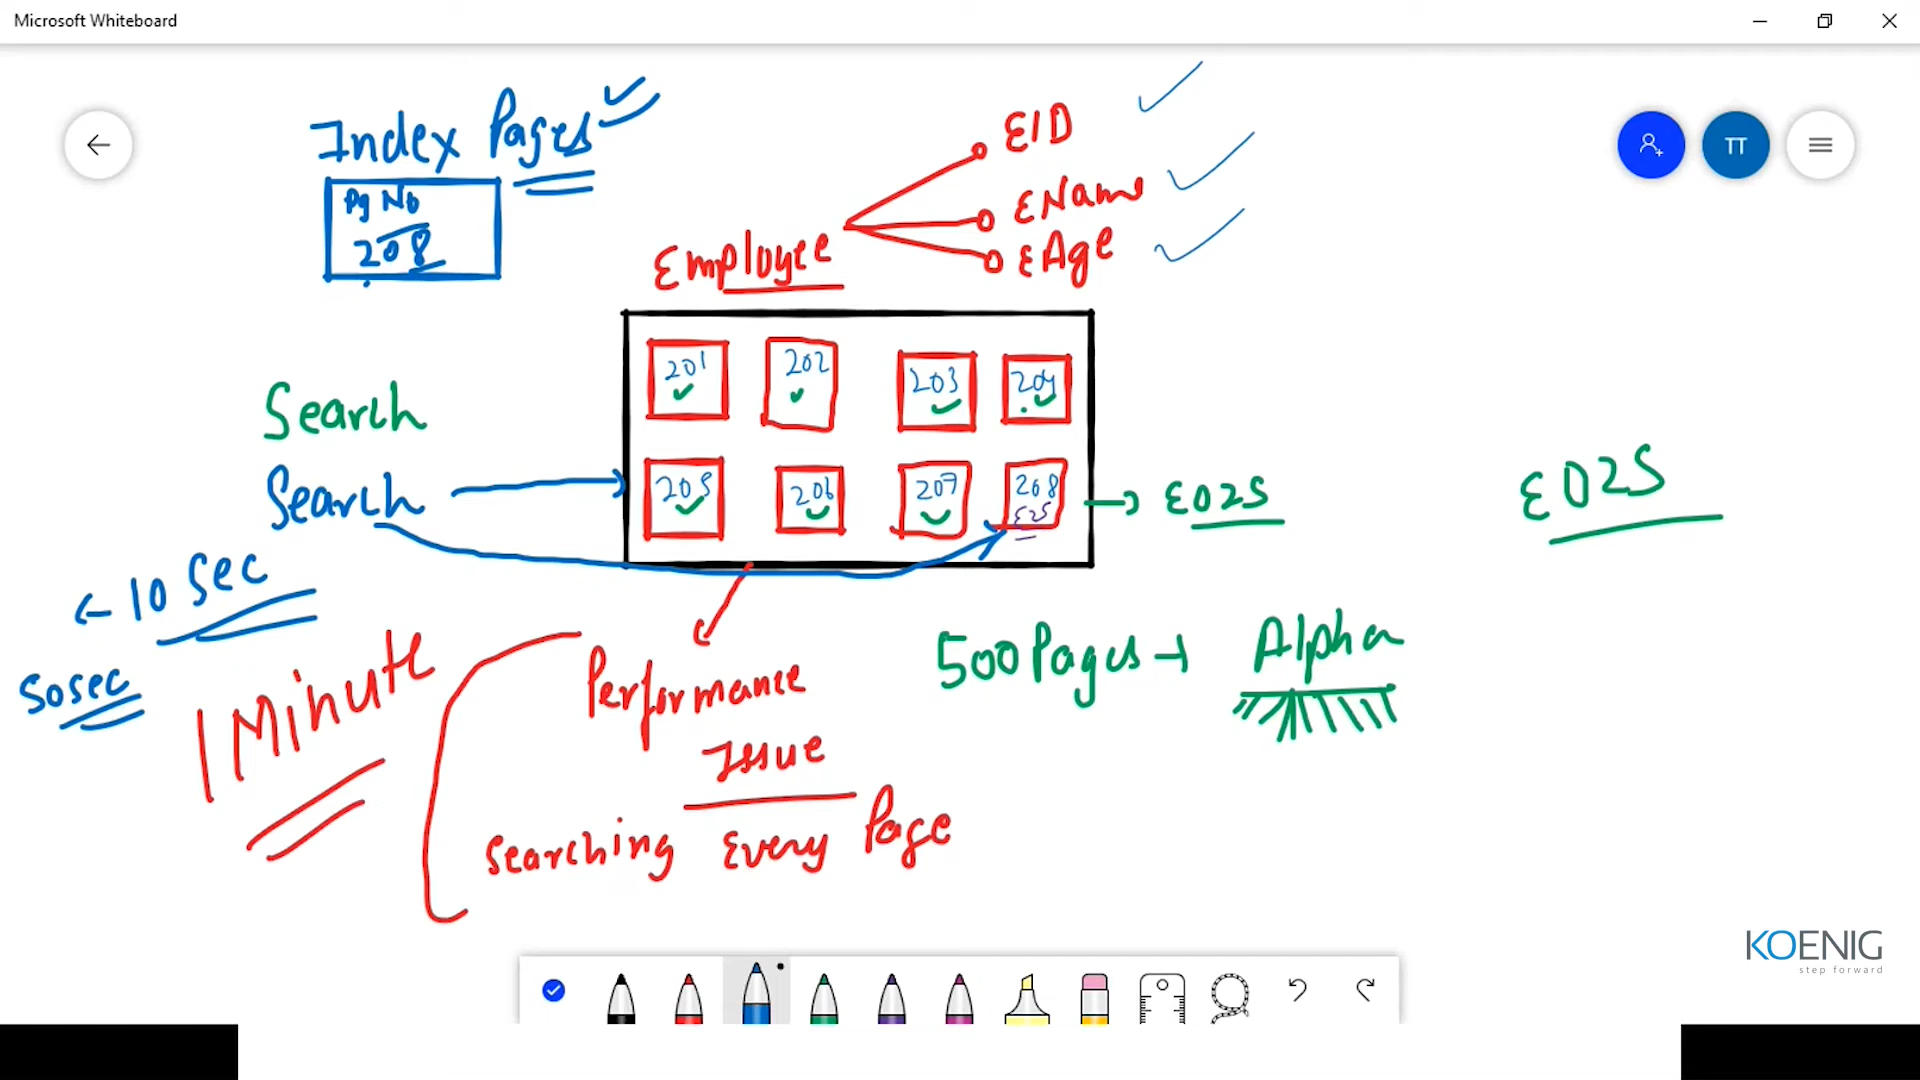 Microsoft Whiteboard
Index Pages
Pg No
208
EID
EName
EAge
Employee
TT
201 202 203 204
205 206 207 208
E25
Search
Search
E025
E025
<10 Sec
50sec
1 Minute
Performance
Issue
Searching Every Page
500 Pages → Alpha
KOENIG
step forward